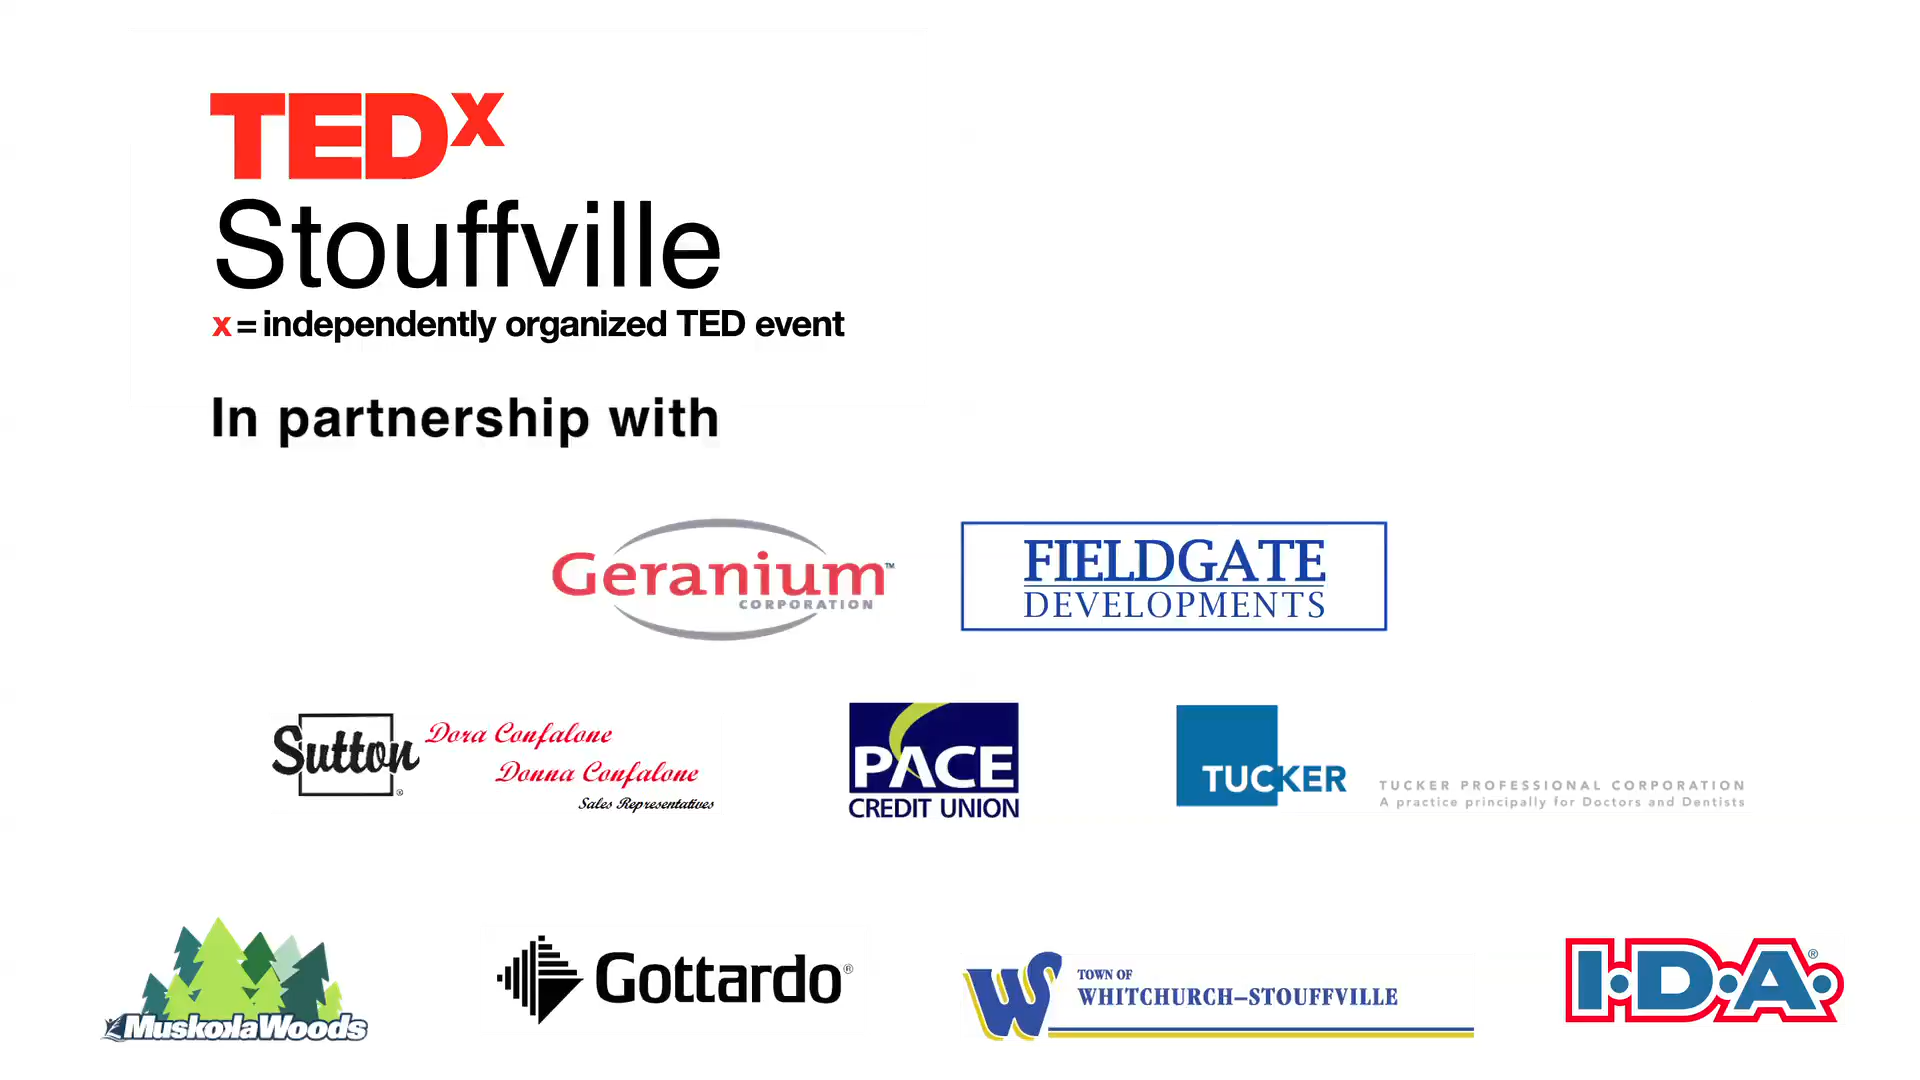 TEDx
Stouffville
x = independently organized TED event
In partnership with
Geranium™
CORPORATION
FIELDGATE
DEVELOPMENTS
Sutton®
Dora Confalone
Donna Confalone
Sales Representatives
PACE
CREDIT UNION
TUCKER
TUCKER PROFESSIONAL CORPORATION
A practice principally for Doctors and Dentists
MuskokaWoods
Gottardo®
WS
TOWN OF
WHITCHURCH–STOUFFVILLE
I·D·A·®